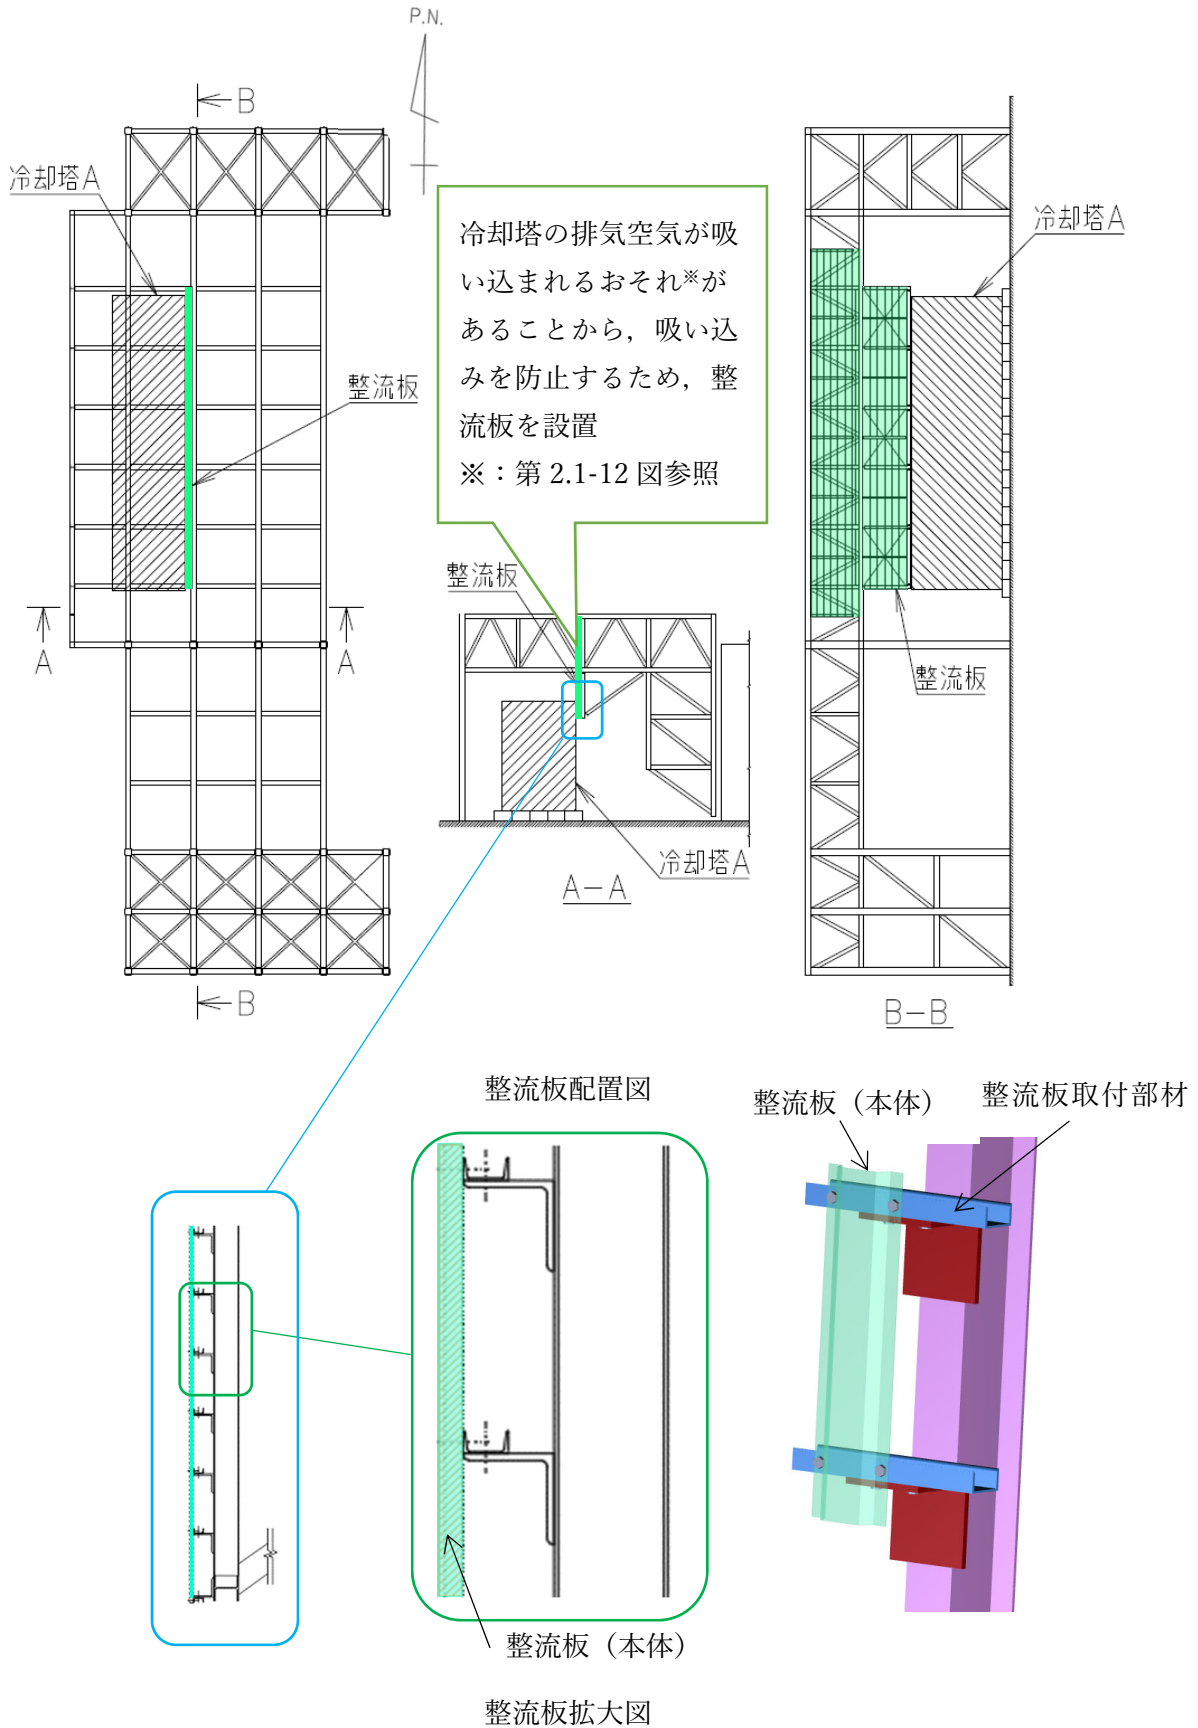 P.N.
B
冷却塔A
整流板
A
A
B
冷却塔の排気空気が吸
い込まれるおそれ※が
あることから，吸い込
みを防止するため，整
流板を設置
※：第 2.1-12 図参照
整流板
冷却塔A
A-A
冷却塔A
整流板
B-B
整流板配置図
整流板（本体）
整流板取付部材
整流板（本体）
整流板拡大図